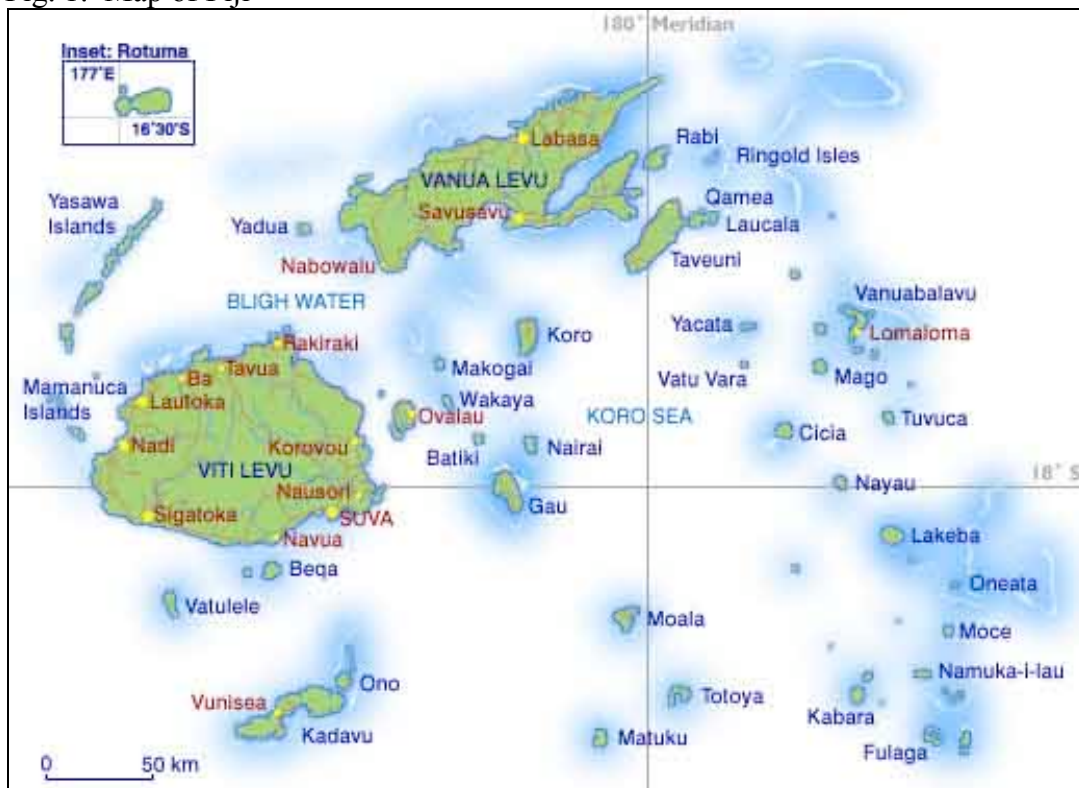 Fig. 1. Map of Fiji
180° Meridian
Inset: Rotuma
177°E
16°30'S
Labasa
Rabi
Ringold Isles
VANUA LEVU
Yasawa
Islands
Qamea
Savusavu
Laucala
Yadua
Taveuni
Nabowalu
Vanuabalavu
BLIGH WATER
Yacata
Lomaloma
Rakiraki
Koro
Tavua
Makogai
Vatu Vara
Mago
Ba
Mamanuca
Islands
Lautoka
Wakaya
Ovalau
KORO SEA
Tuvuca
Cicia
Nadi
Korovou
Batiki
Nairai
VITI LEVU
18° S
Nausori
Gau
Nayau
Sigatoka
SUVA
Navua
Lakeba
Beqa
Oneata
Vatulele
Moala
Moce
Ono
Namuka-i-lau
Vunisea
Totoya
Kabara
Kadavu
Matuku
Fulaga
0 50 km